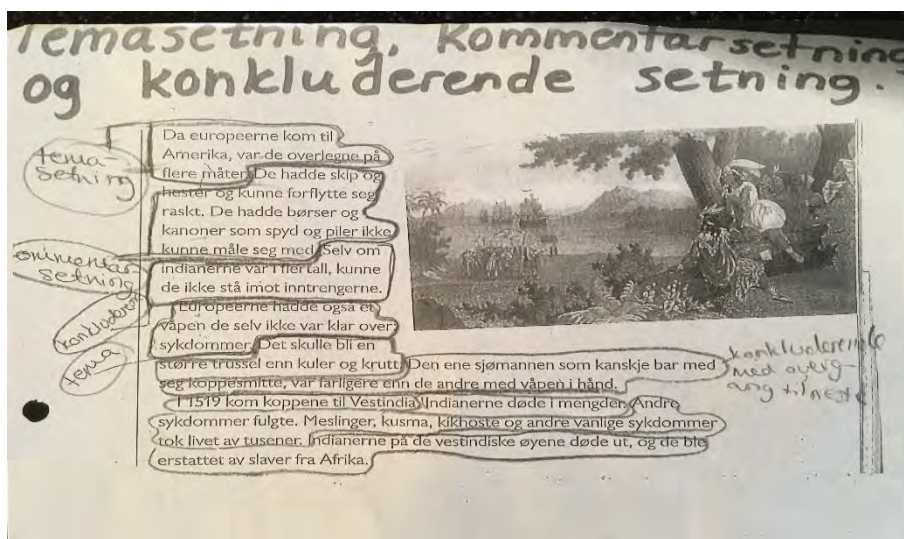 Temasetning, kommentarsetning
og konkluderende setning.
tema-
setning
Da europeerne kom til
Amerika, var de overlegne på
flere måter. De hadde skip og
hester og kunne forflytte seg
raskt. De hadde børser og
kanoner som spyd og piler ikke
kunne måle seg med. Selv om
indianerne var i flertall, kunne
de ikke stå imot inntrengerne.
ommentar-
setning
Europeerne hadde også et
våpen de selv ikke var klar over
sykdommer. Det skulle bli en
større trussel enn kuler og krutt. Den ene sjømannen som kanskje bar med
seg koppesmitte, var farligere enn de andre med våpen i hånd.
tema
konkluderende
med overg-
ang til neste
I 1519 kom koppene til Vestindia. Indianerne døde i mengder. Andre
sykdommer fulgte. Meslinger, kusma, kikhoste og andre vanlige sykdommer
tok livet av tusener. Indianerne på de vestindiske øyene døde ut, og de ble
erstattet av slaver fra Afrika.